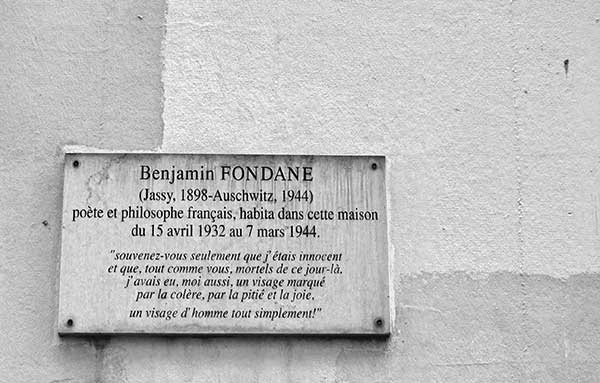 Benjamin FONDANE
(Jassy, 1898-Auschwitz, 1944)
poète et philosophe français, habita dans cette maison
du 15 avril 1932 au 7 mars 1944.
"souvenez-vous seulement que j'étais innocent
et que, tout comme vous, mortels de ce jour-là,
j'avais eu, moi aussi, un visage marqué
par la colère, par la pitié et la joie,
un visage d'homme tout simplement!"